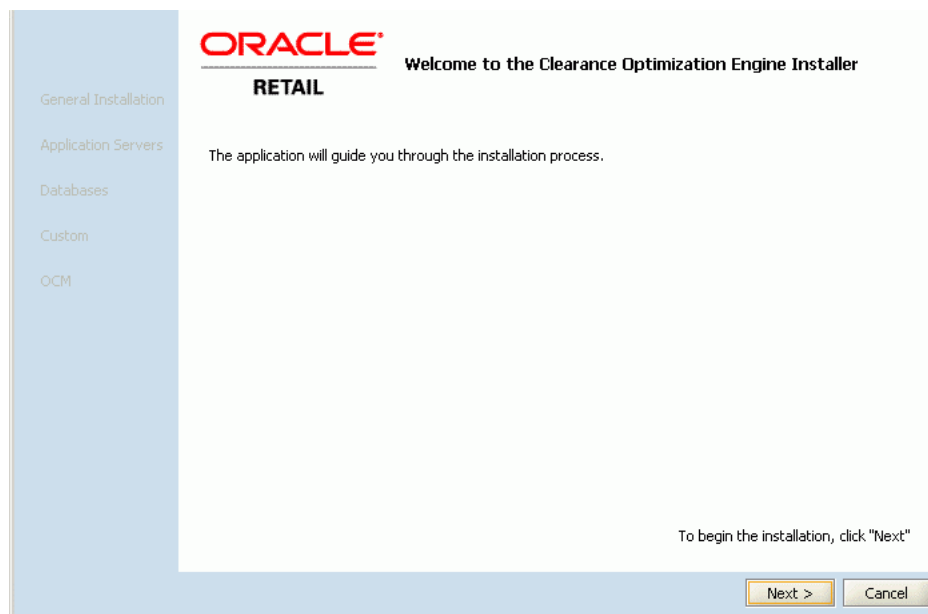 ORACLE
RETAIL
Welcome to the Clearance Optimization Engine Installer
General Installation
Application Servers
Databases
Custom
OCM
The application will guide you through the installation process.
To begin the installation, click "Next"
Next >
Cancel